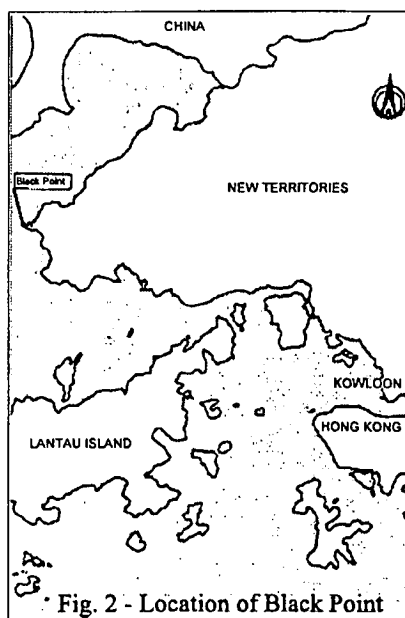 CHINA
Black Point
NEW TERRITORIES
KOWLOON
HONG KONG
LANTAU ISLAND
Fig. 2 - Location of Black Point